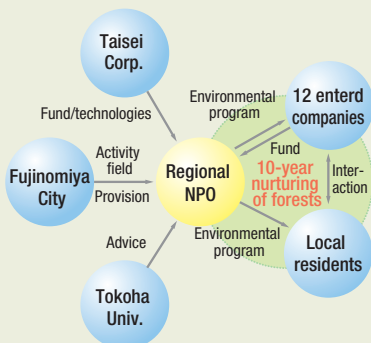 Taisei
Corp.
Fund/technologies
Environmental
program
12 enterd
companies
Fujinomiya
City
Activity
field
Provision
Regional
NPO
Fund
10-year
nurturing
of forests
Inter-
action
Advice
Environmental
program
Local
residents
Tokoha
Univ.